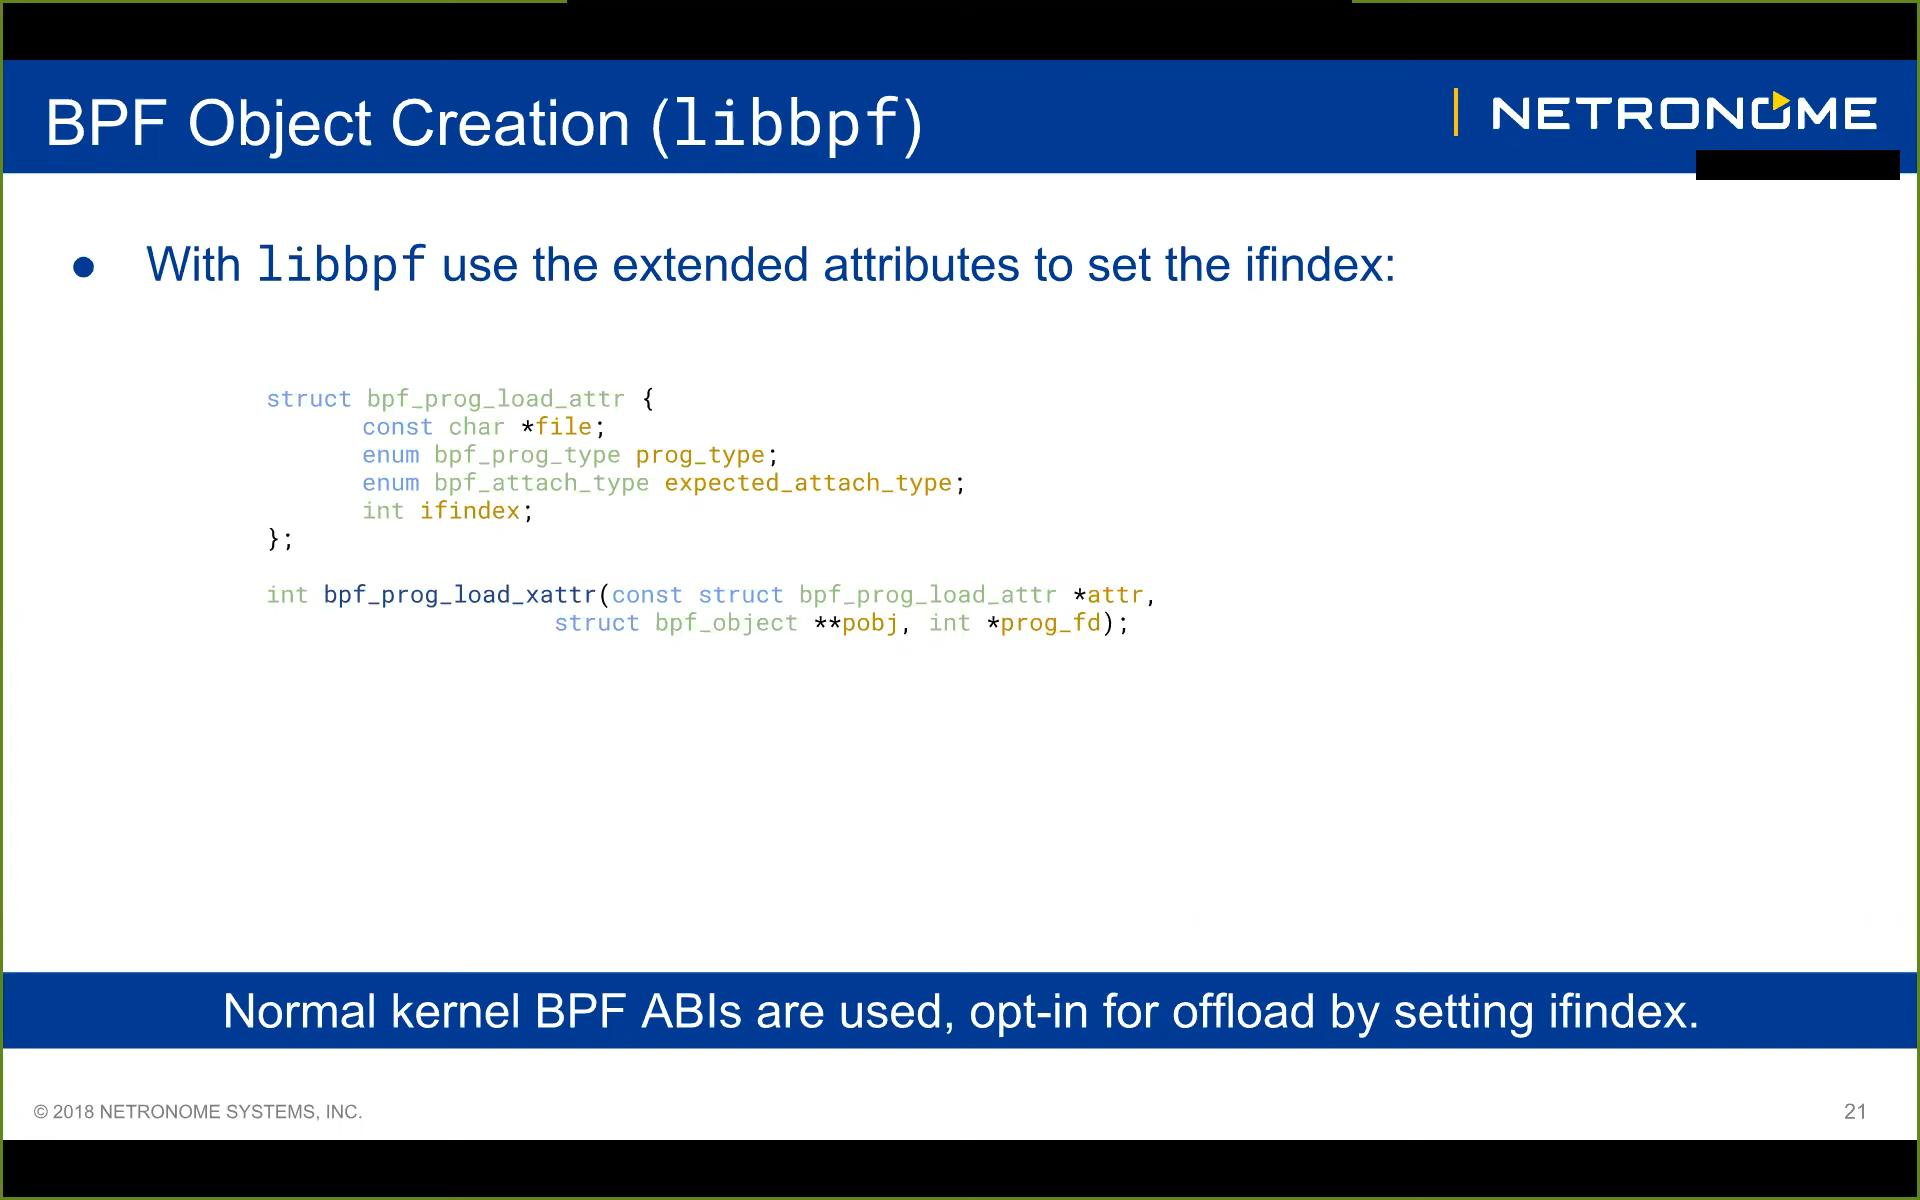 BPF Object Creation (libbpf)
NETRONOME
● With libbpf use the extended attributes to set the ifindex:
struct bpf_prog_load_attr {
const char *file;
enum bpf_prog_type prog_type;
enum bpf_attach_type expected_attach_type;
int ifindex;
};
int bpf_prog_load_xattr(const struct bpf_prog_load_attr *attr,
struct bpf_object **pobj, int *prog_fd);
Normal kernel BPF ABIs are used, opt-in for offload by setting ifindex.
© 2018 NETRONOME SYSTEMS, INC.
21